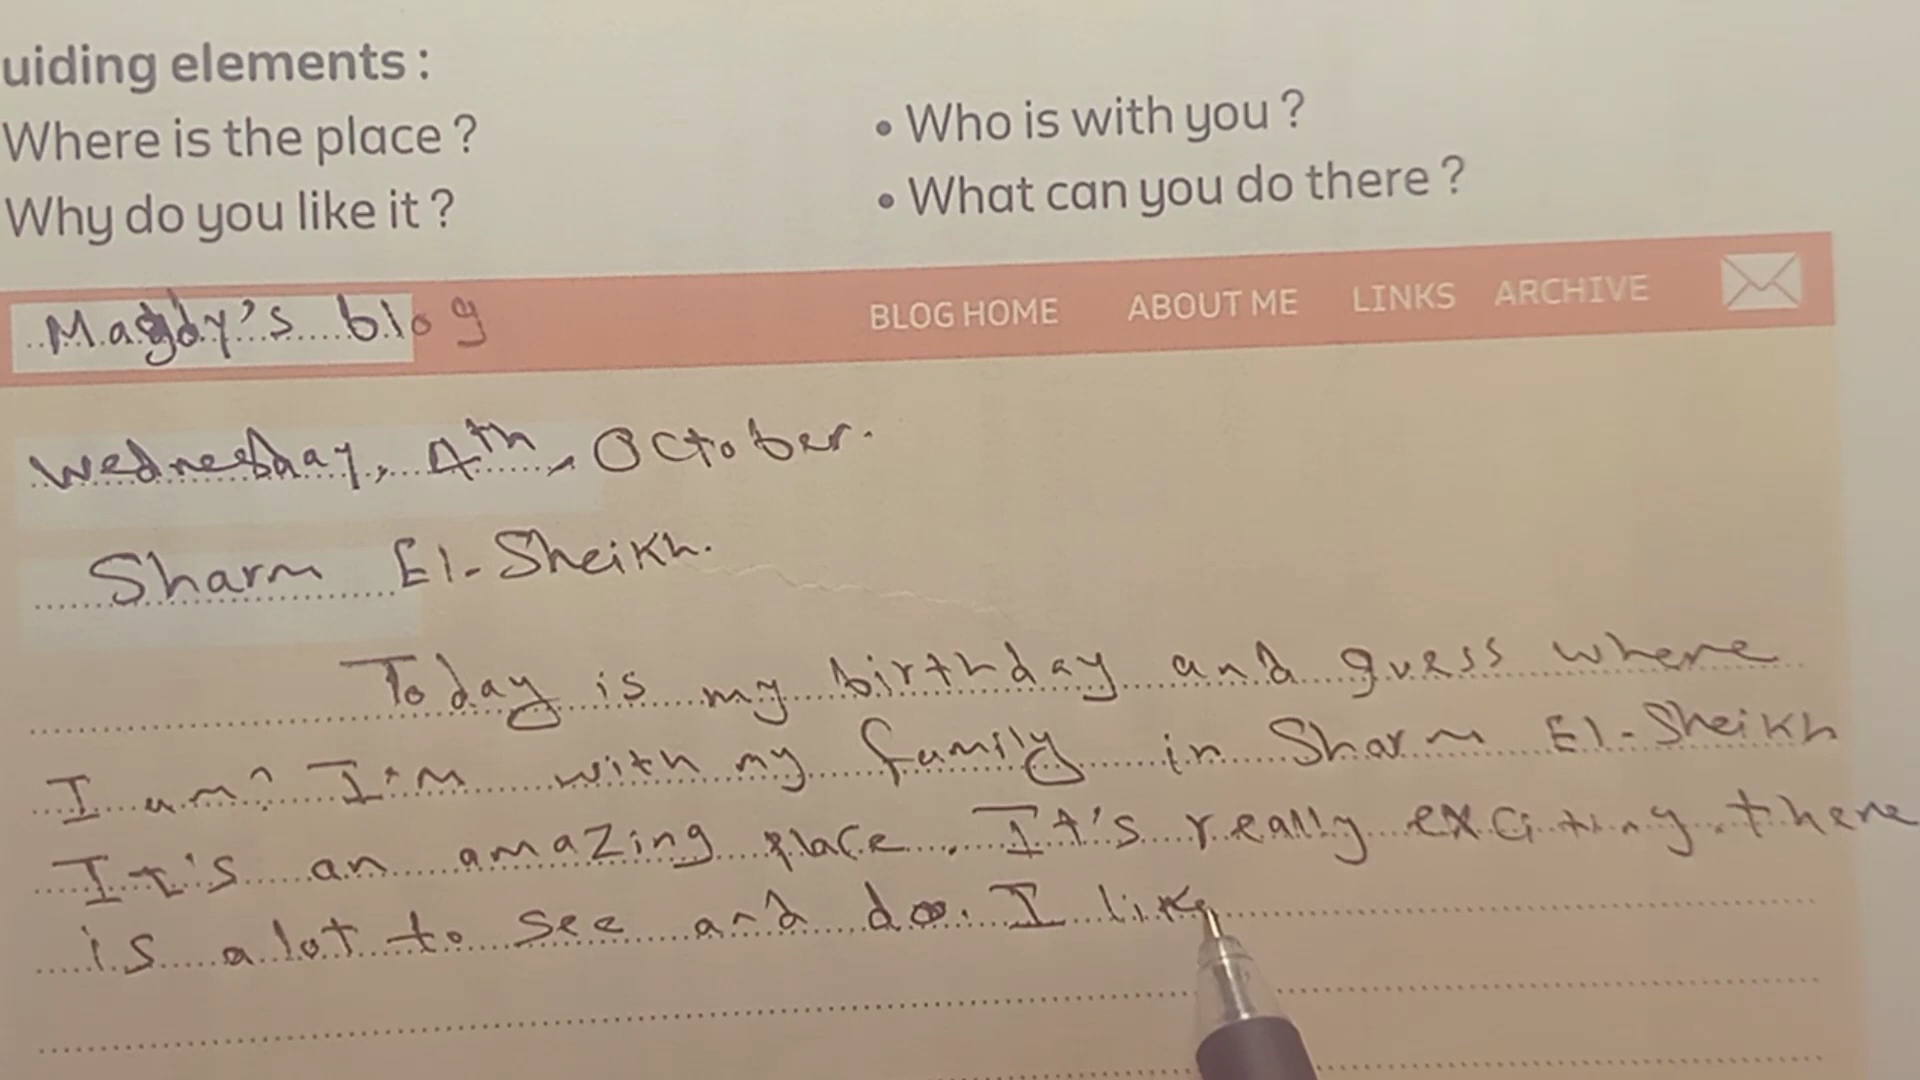 uiding elements :
Where is the place ?
• Who is with you ?
Why do you like it ?
• What can you do there ?
Magdy's blog
BLOG HOME ABOUT ME LINKS ARCHIVE
Wednesday, 4th, October.
Sharm El-Sheikh.
Today is my birthday and guess where
I am? I'm with my family in Sharm El-Sheikh
It's an amazing place. It's really exciting. there
is a lot to see and do. I like